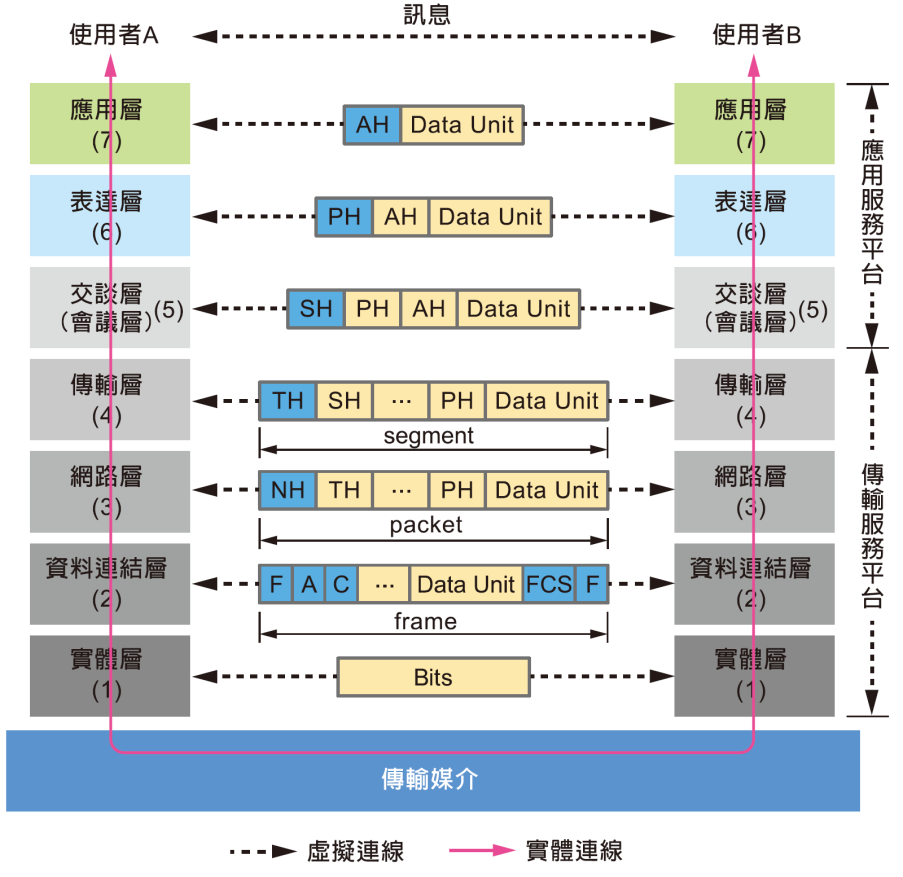 訊息
使用者A
使用者B
應用層
(7)
AH Data Unit
應用層
(7)
表達層
(6)
PH AH Data Unit
表達層
(6)
交談層
(會議層)(5)
SH PH AH Data Unit
交談層
(會議層)(5)
應用服務平台
傳輸層
(4)
TH SH ... PH Data Unit
segment
傳輸層
(4)
網路層
(3)
NH TH ... PH Data Unit
packet
網路層
(3)
資料連結層
(2)
F A C ... Data Unit FCS F
frame
資料連結層
(2)
實體層
(1)
Bits
實體層
(1)
傳輸服務平台
傳輸媒介
虛擬連線
實體連線